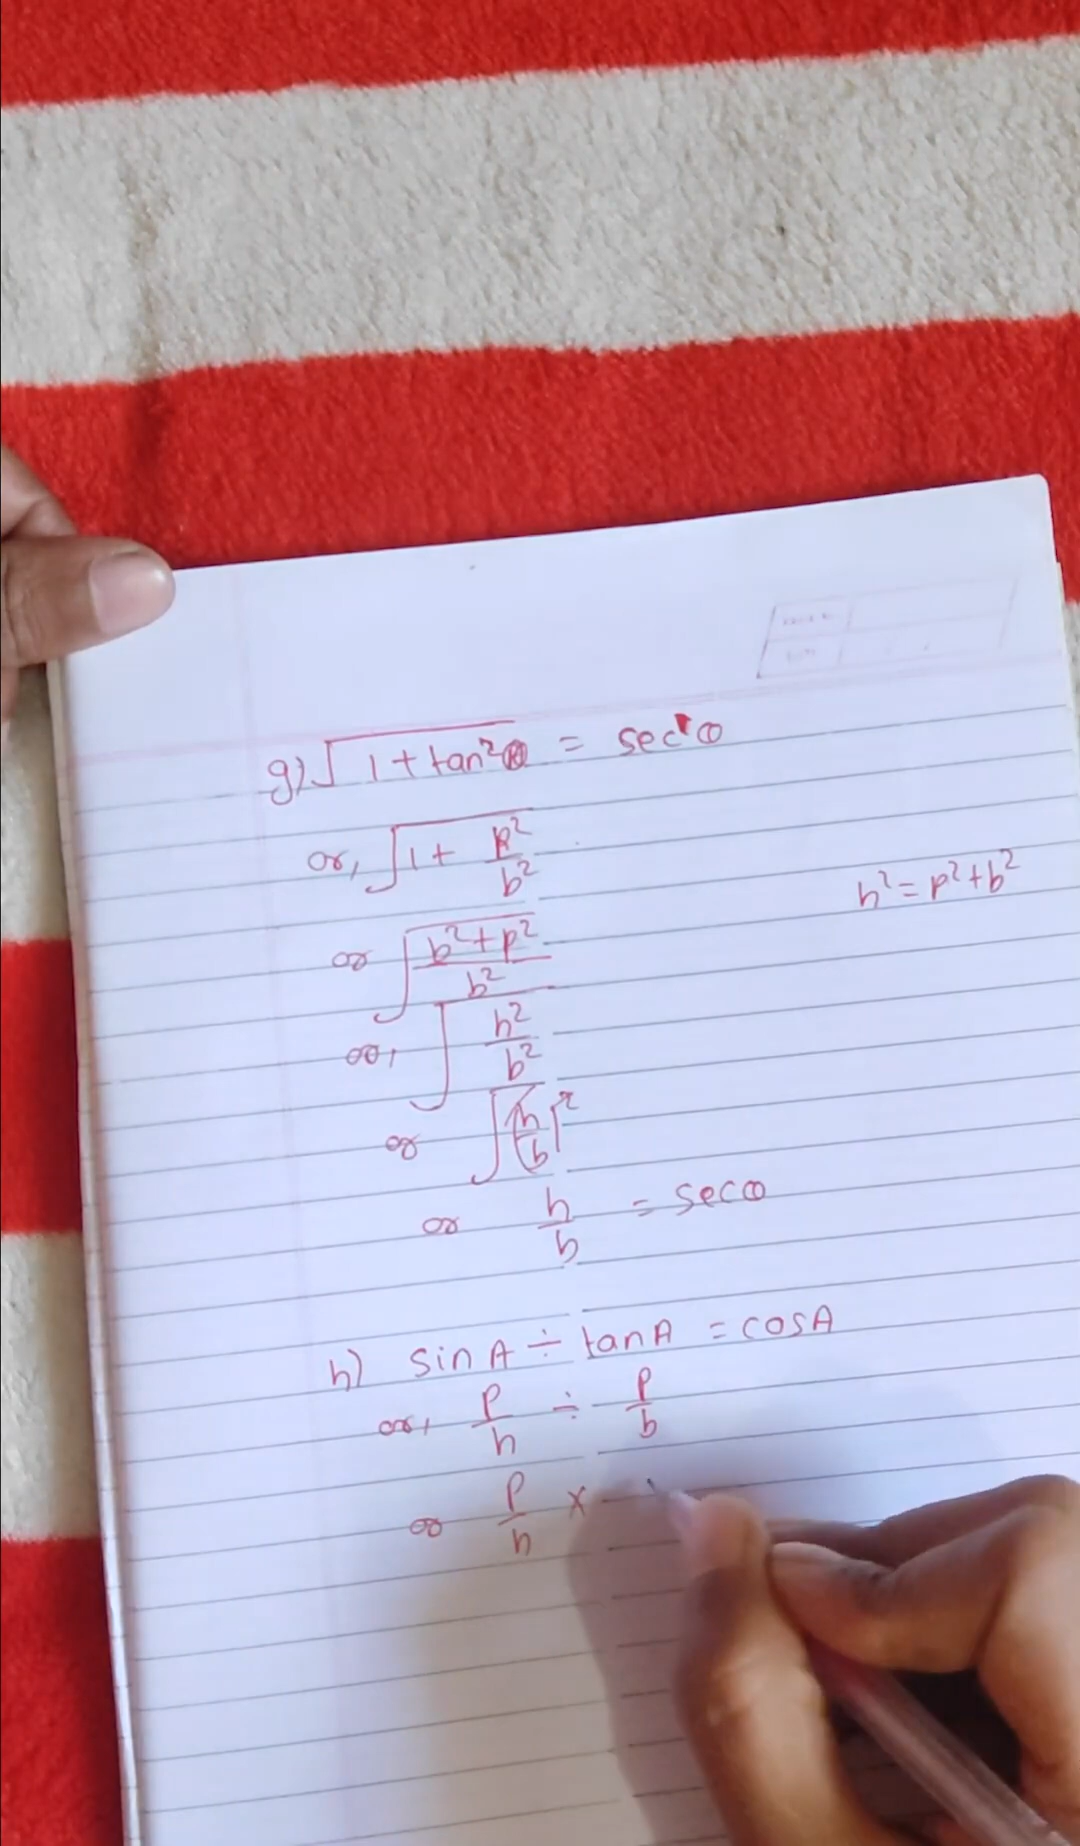 g) √1 + tan²θ = secθ
or, √1 + p²/b²
h² = p² + b²
or √b² + p²/b²
or, √h²/b²
or √(h/b)²
or h/b = secθ
h) sin A ÷ tan A = cos A
or, p/h ÷ p/b
or p/h ×